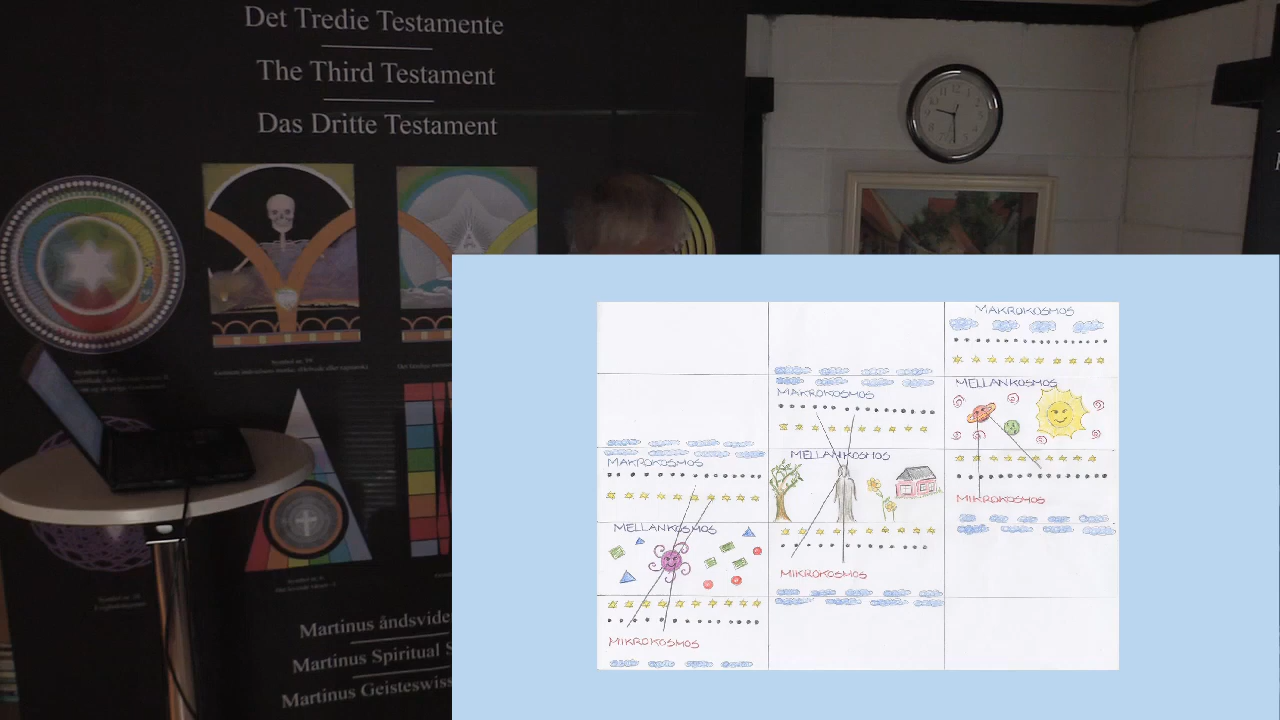 Det Tredie Testamente
The Third Testament
Das Dritte Testament
Martinus åndsvide
Martinus Spiritual S
Martinus Geisteswiss
MAKROKOSMOS
MELLANKOSMOS
MIKROKOSMOS
MAKROKOSMOS
MELLANKOSMOS
MIKROKOSMOS
MAKROKOSMOS
MELLANKOSMOS
MIKROKOSMOS